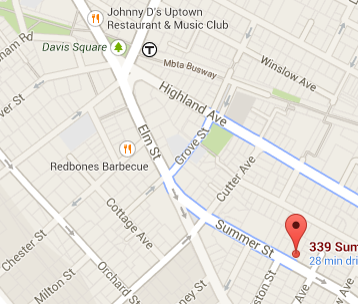 Johnny D's Uptown
Restaurant & Music Club
Davis Square
T
Mbta Busway
Winslow Ave
Highland Ave
Elm St
Grove St
Redbones Barbecue
Cutter Ave
Cottage Ave
Summer St
339 Sum
28 min dri
Chester St
Milton St
Orchard St